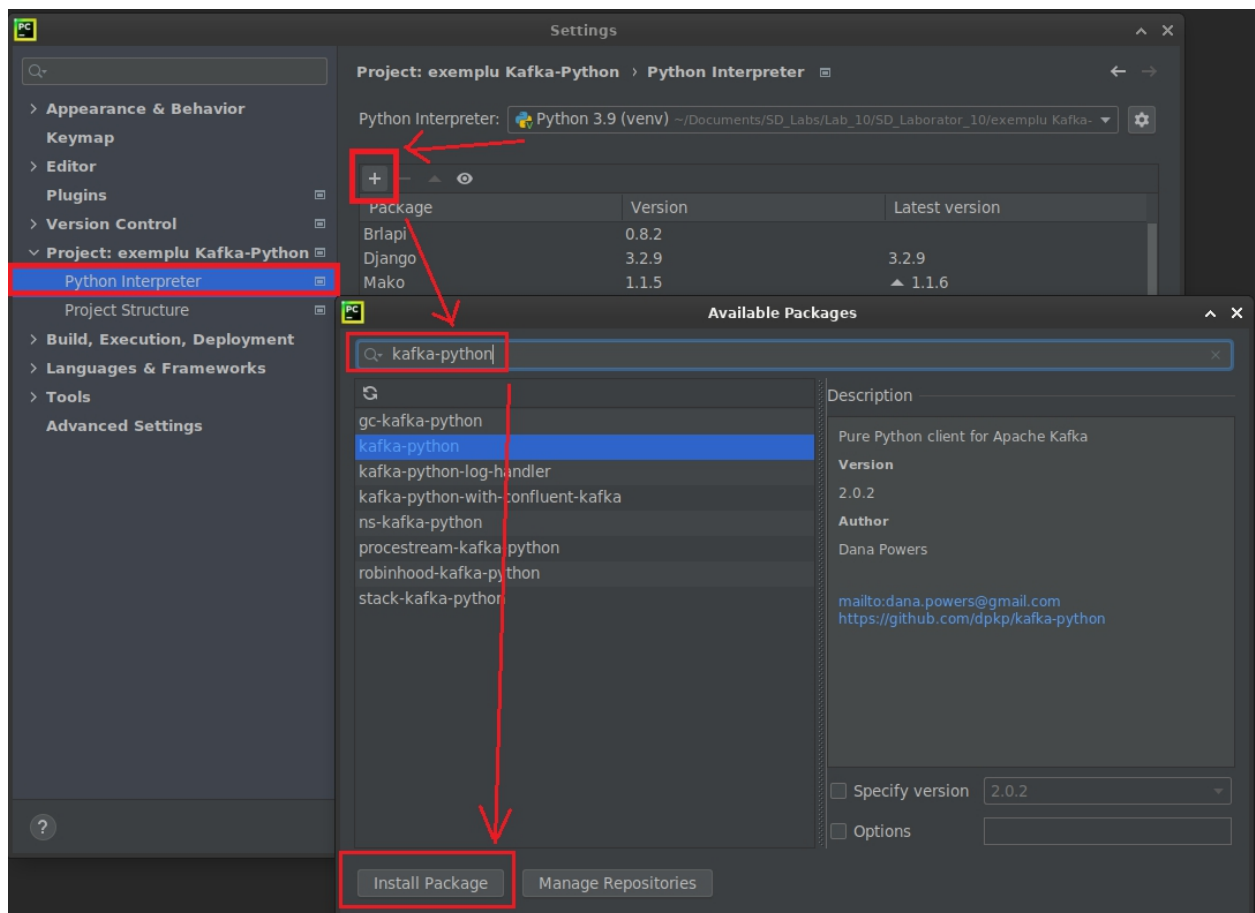 Settings
Project: exemplu Kafka-Python › Python Interpreter
Appearance & Behavior
Keymap
Editor
Plugins
Version Control
Project: exemplu Kafka-Python
Python Interpreter
Project Structure
Build, Execution, Deployment
Languages & Frameworks
Tools
Advanced Settings
?
Python Interpreter: Python 3.9 (venv) ~/Documents/SD_Labs/Lab_10/SD_Laborator_10/exemplu Kafka-
Package Version Latest version
Brlapi 0.8.2
Django 3.2.9 3.2.9
Mako 1.1.5 1.1.6
Available Packages
kafka-python
gc-kafka-python
kafka-python
kafka-python-log-handler
kafka-python-with-confluent-kafka
ns-kafka-python
procestream-kafka-python
robinhood-kafka-python
stack-kafka-python
Description
Pure Python client for Apache Kafka
Version
2.0.2
Author
Dana Powers
mailto:dana.powers@gmail.com
https://github.com/dpkp/kafka-python
Specify version 2.0.2
Options
Install Package Manage Repositories